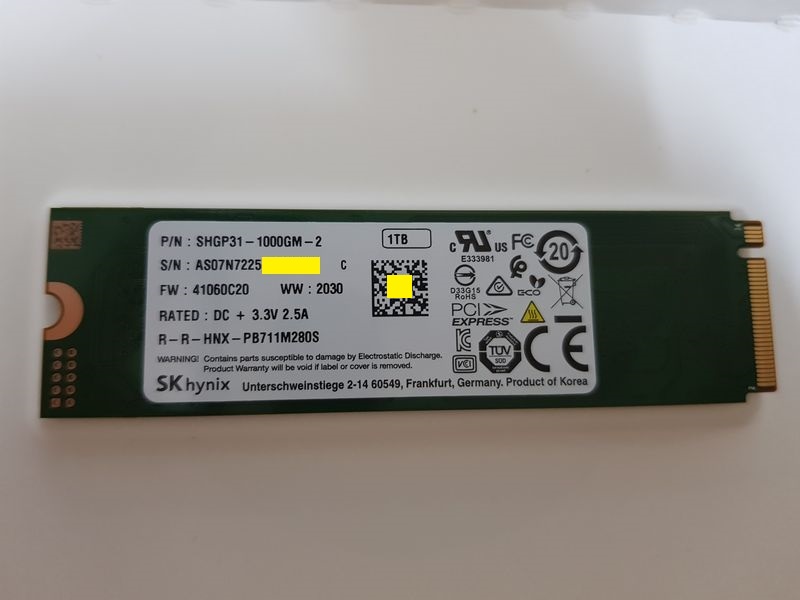 P/N : SHGP31-1000GM-2
1TB
S/N : AS07N7225 C
FW : 41060C20 WW : 2030
RATED : DC + 3.3V 2.5A
R-R-HNX-PB711M280S
WARNING! Contains parts susceptible to damage by Electrostatic Discharge.
Product Warranty will be void if label or cover is removed.
SK hynix Unterschweinstiege 2-14 60549, Frankfurt, Germany. Product of Korea
c RU US FC
E333981
20
D33G15
RoHS
ECO
PCI
EXPRESS
VCI
TÜV
SÜD
CE